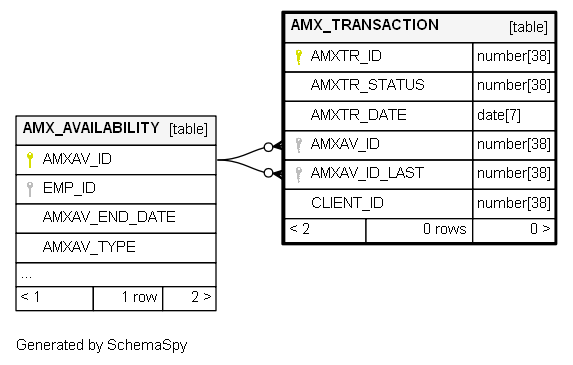 AMX_TRANSACTION [table]
AMXTR_ID number[38]
AMXTR_STATUS number[38]
AMXTR_DATE date[7]
AMXAV_ID number[38]
AMXAV_ID_LAST number[38]
CLIENT_ID number[38]
< 2 0 rows 0 >
AMX_AVAILABILITY [table]
AMXAV_ID
EMP_ID
AMXAV_END_DATE
AMXAV_TYPE
...
< 1 1 row 2 >
Generated by SchemaSpy